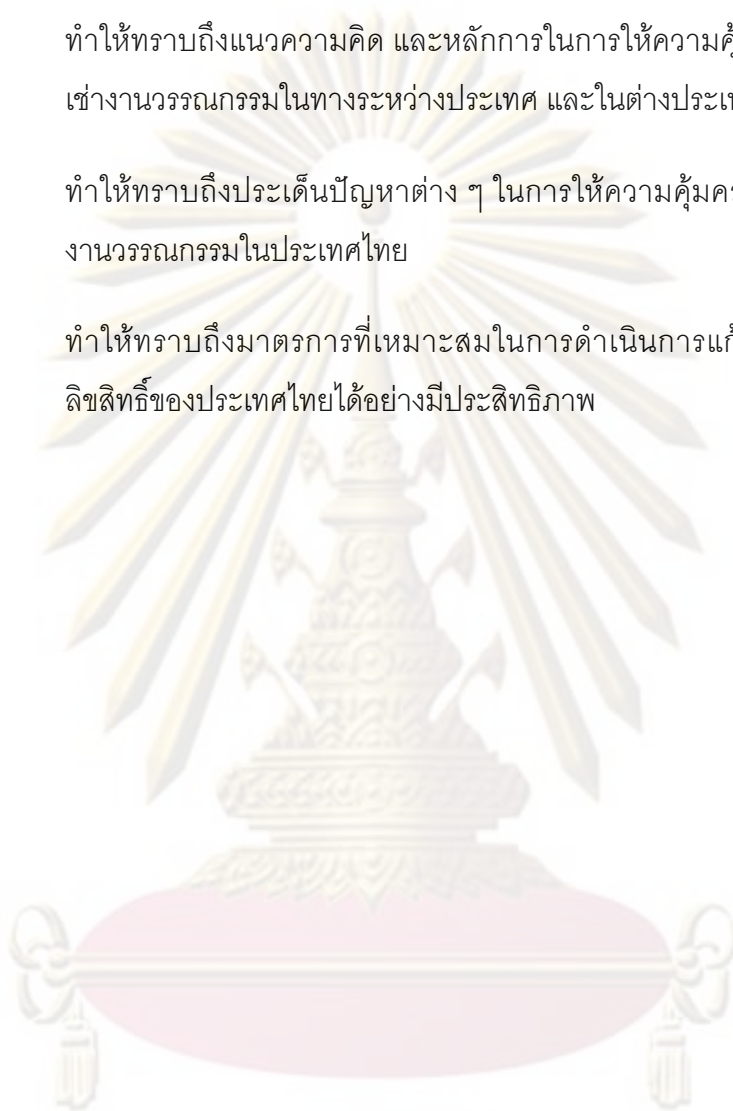 ทำให้ทราบถึงแนวความคิด และหลักการในการให้ความคุ้
เช่างานวรรณกรรมในทางระหว่างประเทศ และในต่างประเ
ทำให้ทราบถึงประเด็นปัญหาต่าง ๆ ในการให้ความคุ้มคร
งานวรรณกรรมในประเทศไทย
ทำให้ทราบถึงมาตรการที่เหมาะสมในการดำเนินการแก้
ลิขสิทธิ์ของประเทศไทยได้อย่างมีประสิทธิภาพ